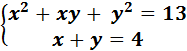 x² + xy + y² = 13
x + y = 4